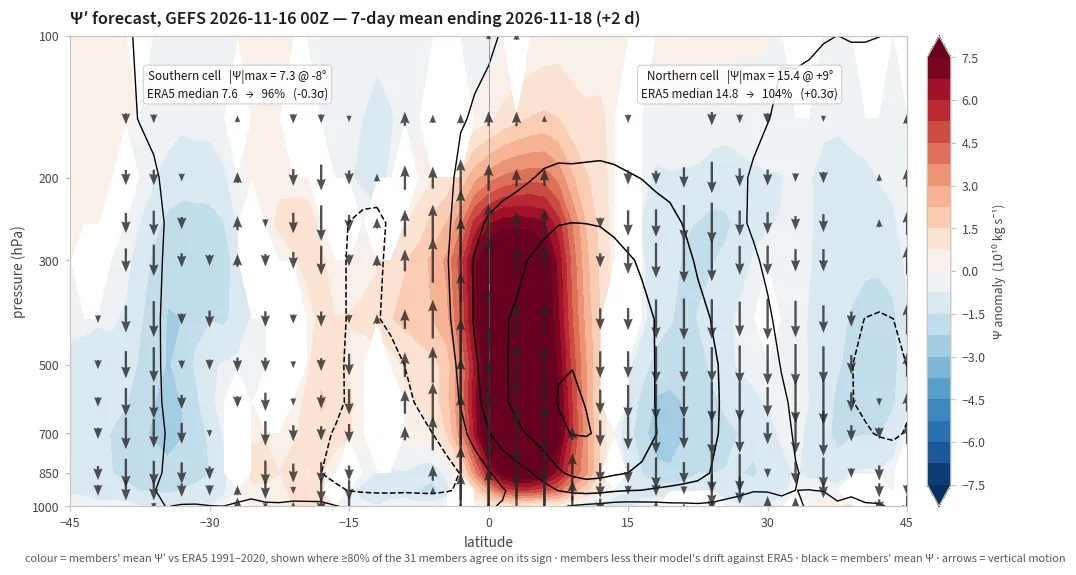 Ψ′ forecast, GEFS 2026-11-16 00Z — 7-day mean ending 2026-11-18 (+2 d)
Southern cell |Ψ|max = 7.3 @ -8°
ERA5 median 7.6 → 96% (-0.3σ)
Northern cell |Ψ|max = 15.4 @ +9°
ERA5 median 14.8 → 104% (+0.3σ)
pressure (hPa)
100
200
300
400
500
700
850
1000
−45
−30
−15
0
15
30
45
latitude
7.5
6.0
4.5
3.0
1.5
0.0
−1.5
−3.0
−4.5
−6.0
−7.5
Ψ anomaly (10¹⁰ kg s⁻¹)
colour = members' mean Ψ′ vs ERA5 1991–2020, shown where ≥80% of the 31 members agree on its sign · members less their model's drift against ERA5 · black = members' mean Ψ · arrows = vertical motion